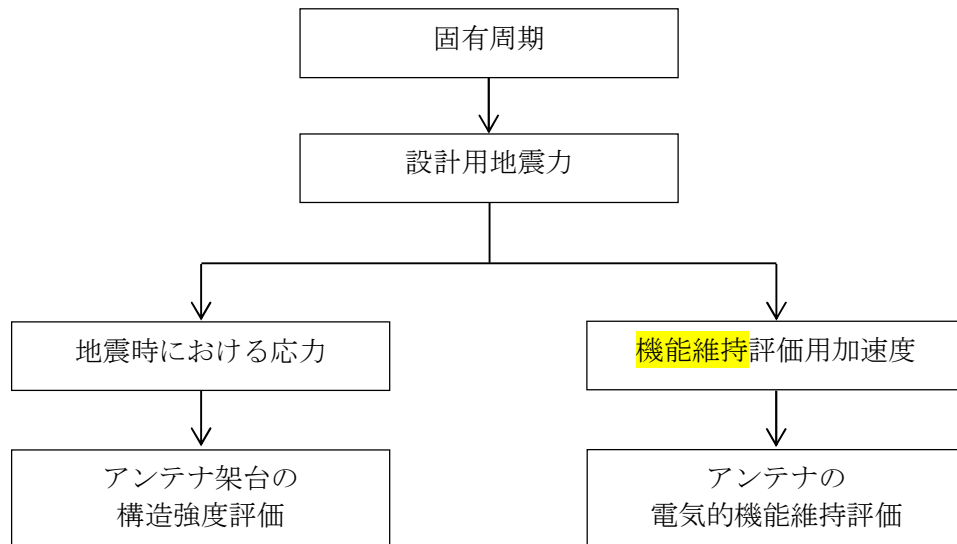 固有周期
設計用地震力
地震時における応力
機能維持評価用加速度
アンテナ架台の
構造強度評価
アンテナの
電気的機能維持評価